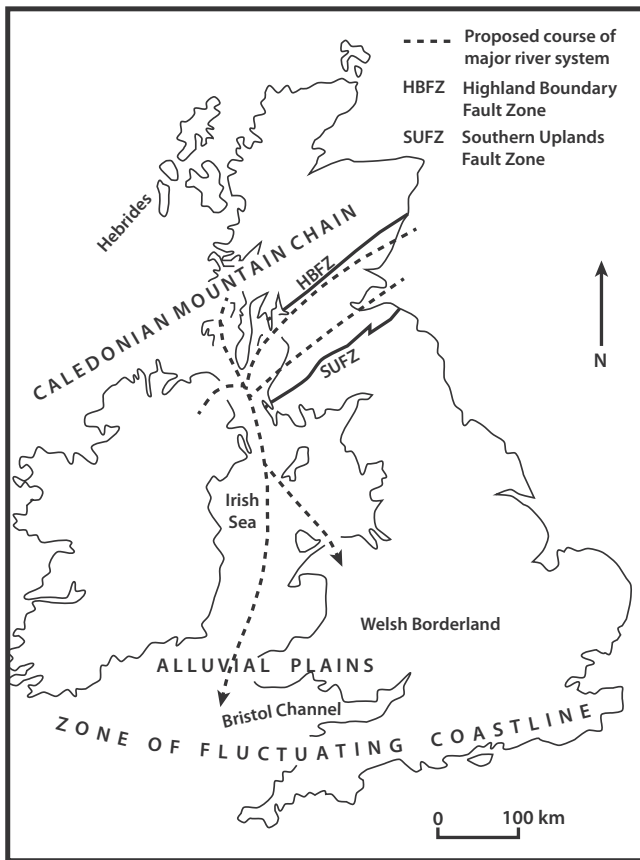 Proposed course of
major river system
HBFZ Highland Boundary
Fault Zone
SUFZ Southern Uplands
Fault Zone
Hebrides
CALEDONIAN MOUNTAIN CHAIN
HBFZ
SUFZ
N
Irish
Sea
Welsh Borderland
ALLUVIAL PLAINS
Bristol Channel
ZONE OF FLUCTUATING COASTLINE
0 100 km